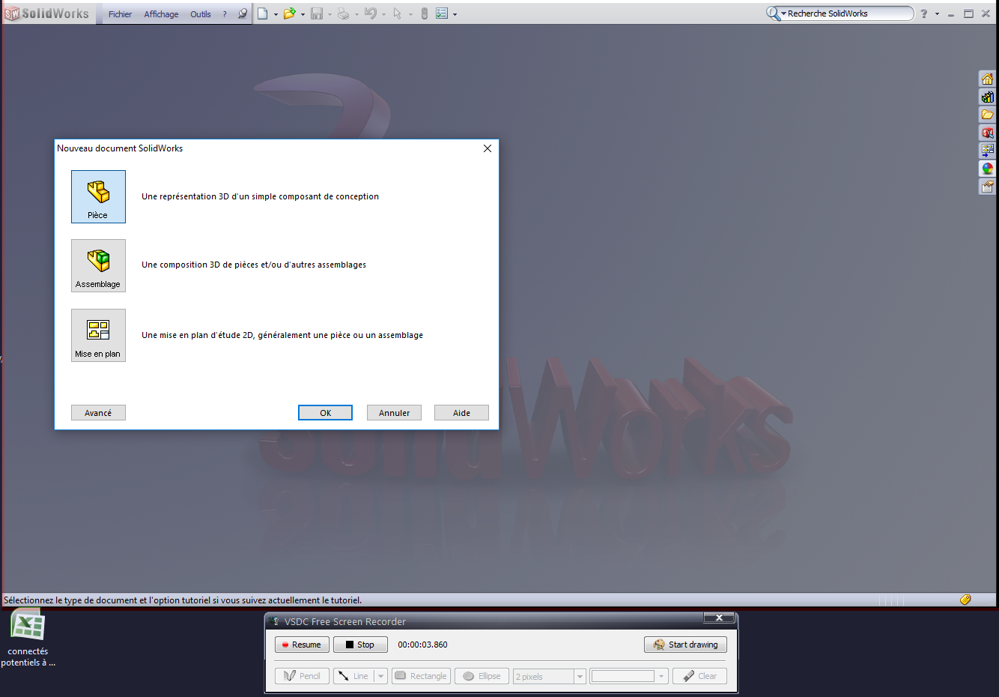 SolidWorks Fichier Affichage Outils ? Recherche SolidWorks ?
Nouveau document SolidWorks
Pièce
Une représentation 3D d'un simple composant de conception
Assemblage
Une composition 3D de pièces et/ou d'autres assemblages
Mise en plan
Une mise en plan d'étude 2D, généralement une pièce ou un assemblage
Avancé OK Annuler Aide
SolidWorks
Sélectionnez le type de document et l'option tutoriel si vous suivez actuellement le tutoriel.
connectés
potentiels à ...
VSDC Free Screen Recorder
Resume Stop 00:00:03.860 Start drawing
Pencil Line Rectangle Ellipse 2 pixels Clear